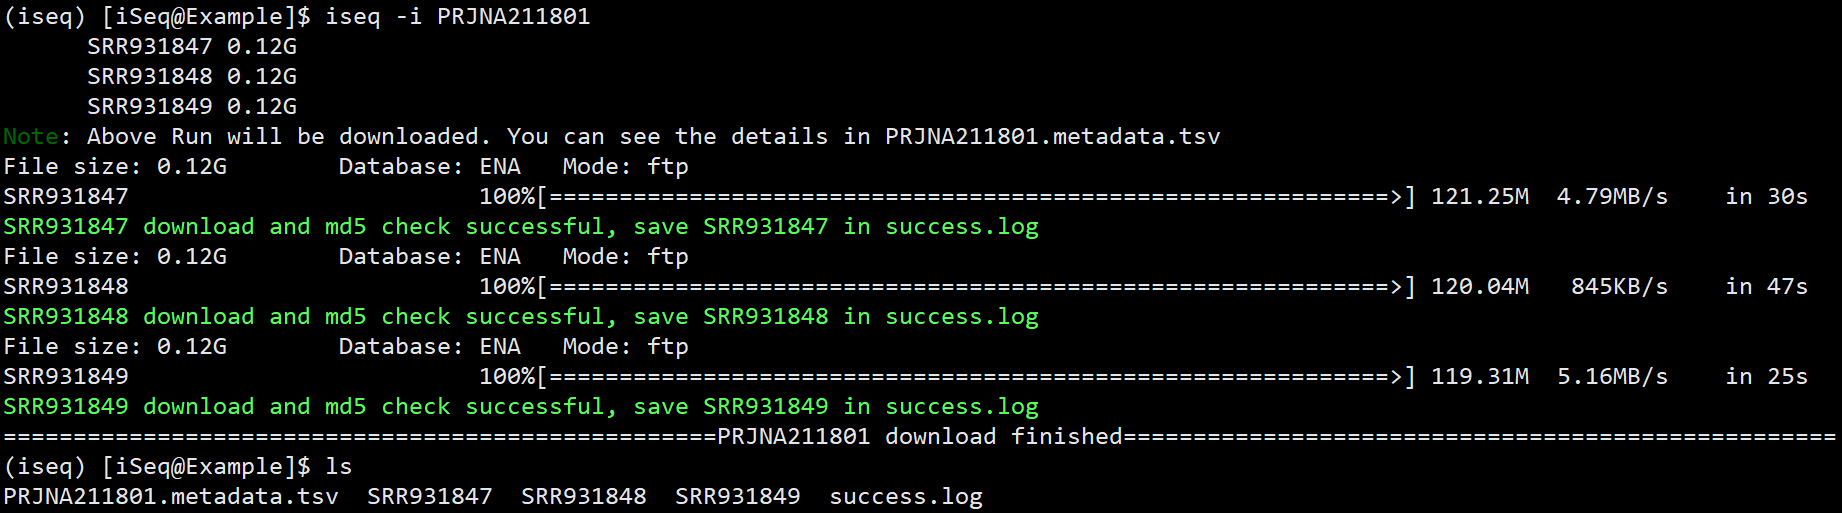 (iseq) [iSeq@Example]$ iseq -i PRJNA211801
      SRR931847 0.12G
      SRR931848 0.12G
      SRR931849 0.12G
Note: Above Run will be downloaded. You can see the details in PRJNA211801.metadata.tsv
File size: 0.12G        Database: ENA   Mode: ftp
SRR931847                         100%[============================================================>] 121.25M  4.79MB/s    in 30s
SRR931847 download and md5 check successful, save SRR931847 in success.log
File size: 0.12G        Database: ENA   Mode: ftp
SRR931848                         100%[============================================================>] 120.04M   845KB/s    in 47s
SRR931848 download and md5 check successful, save SRR931848 in success.log
File size: 0.12G        Database: ENA   Mode: ftp
SRR931849                         100%[============================================================>] 119.31M  5.16MB/s    in 25s
SRR931849 download and md5 check successful, save SRR931849 in success.log
===================================================PRJNA211801 download finished===================================================
(iseq) [iSeq@Example]$ ls
PRJNA211801.metadata.tsv  SRR931847  SRR931848  SRR931849  success.log